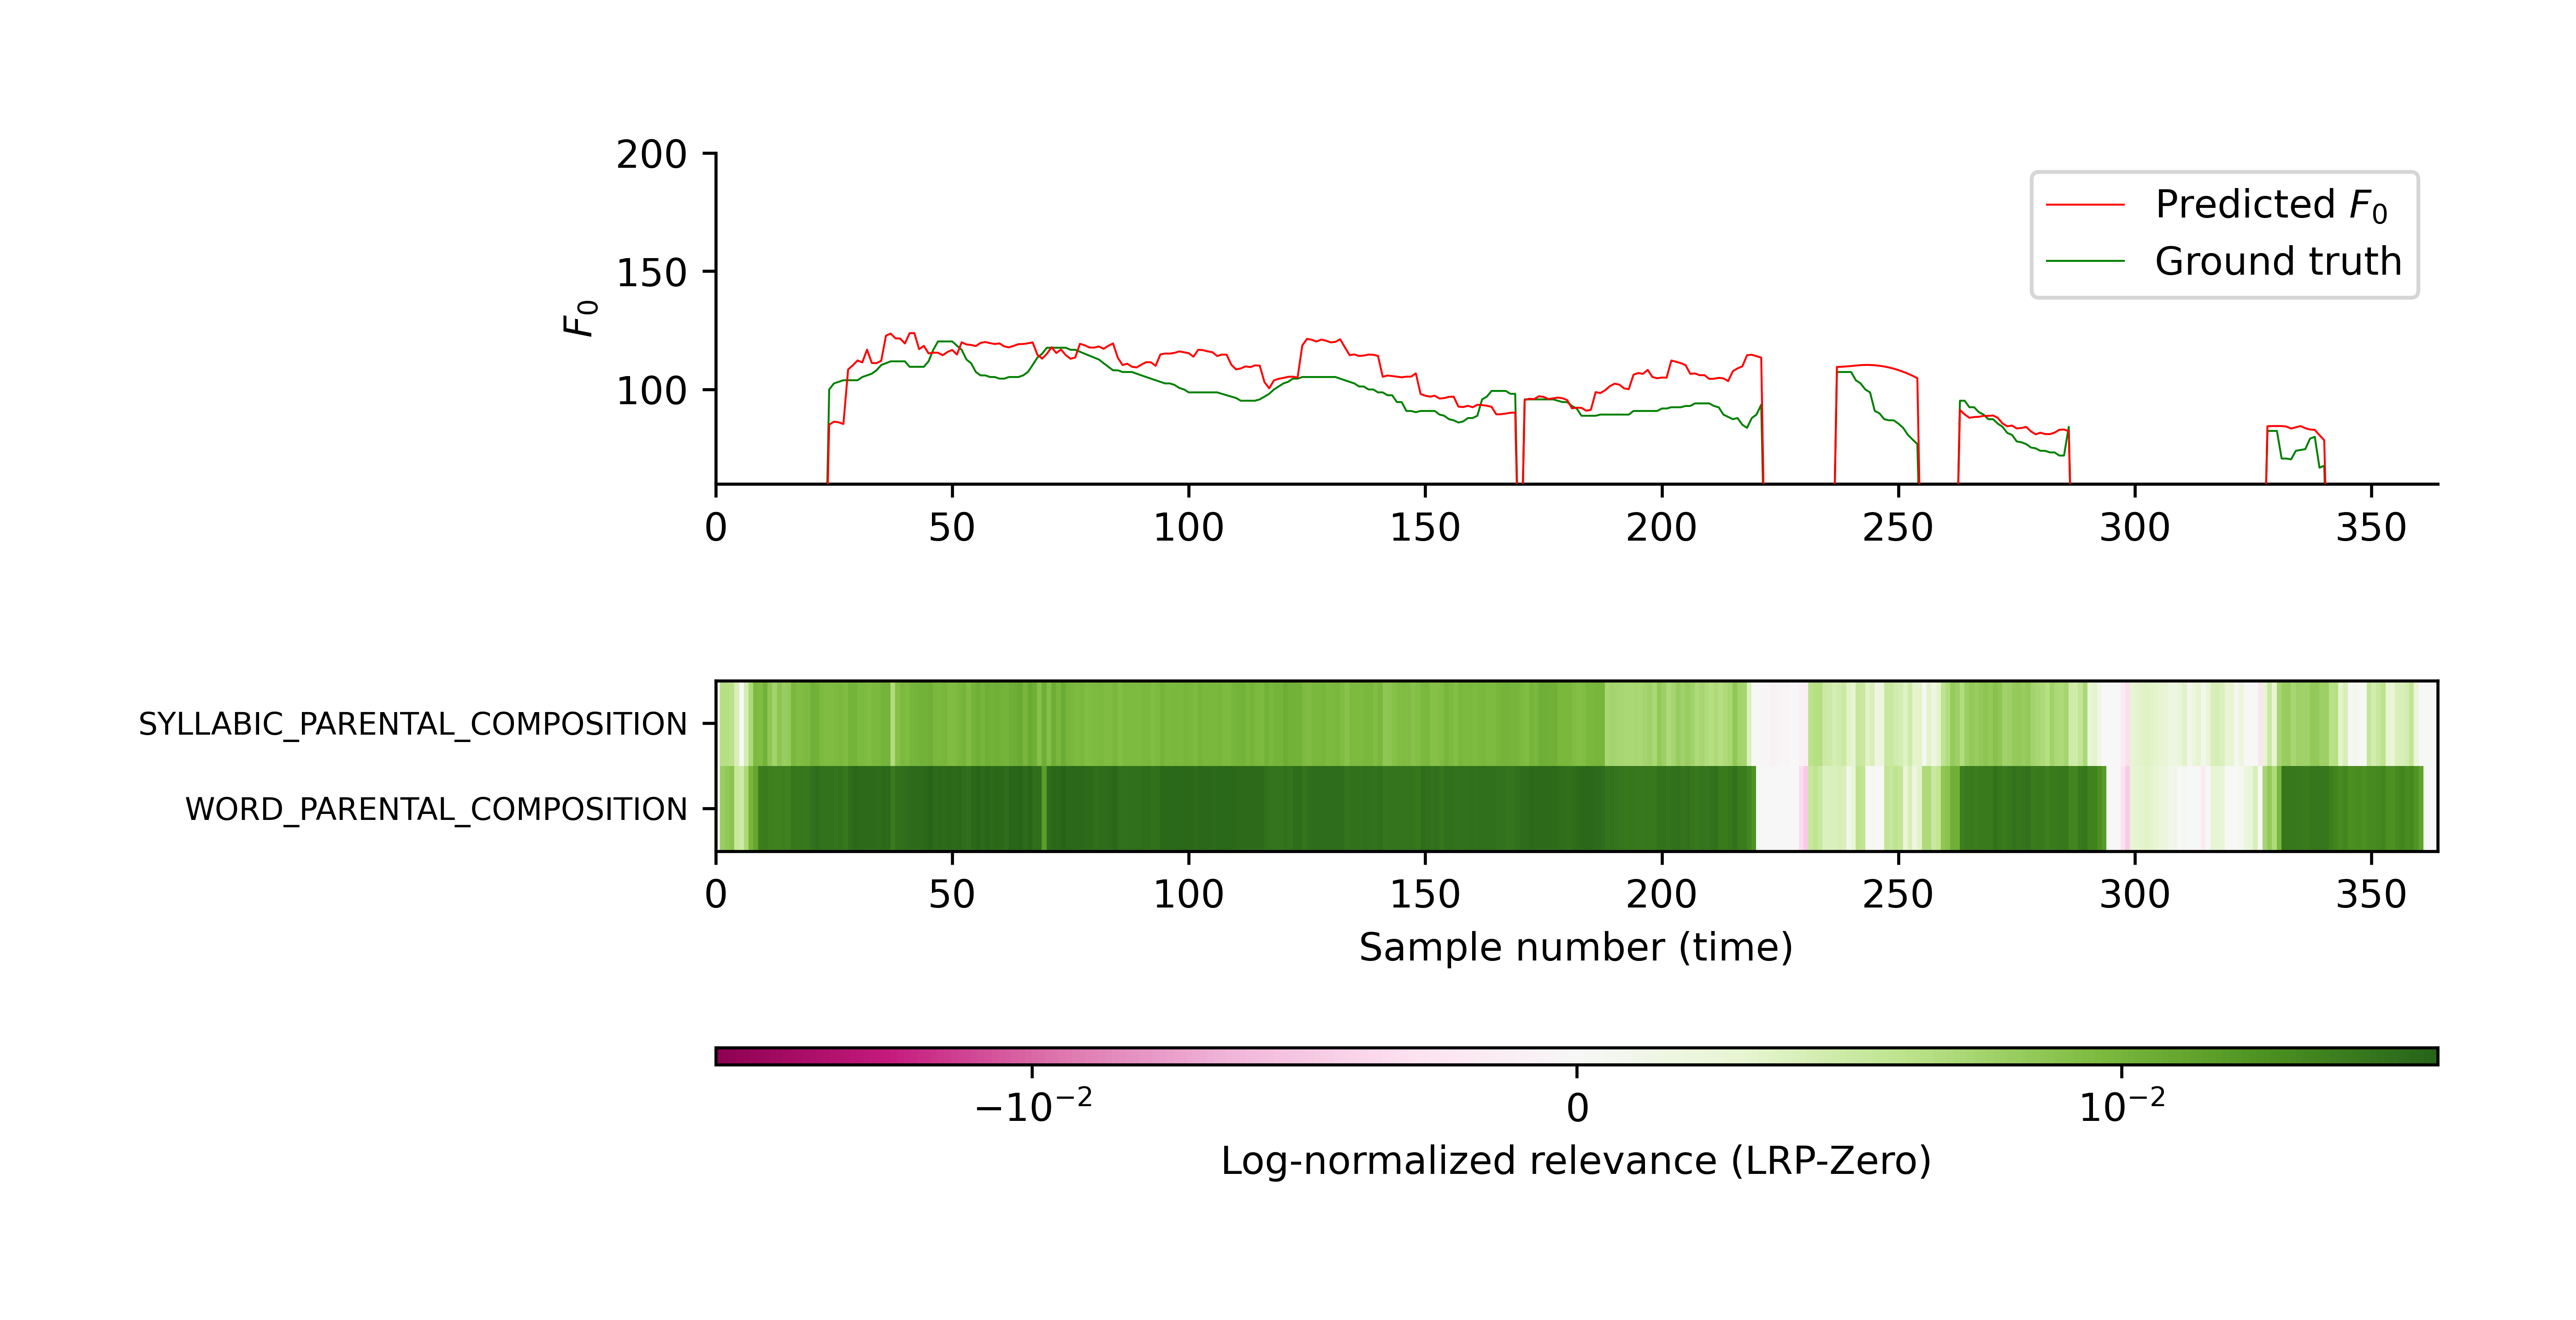 200
150
100
F₀
Predicted F₀
Ground truth
0 50 100 150 200 250 300 350
SYLLABIC_PARENTAL_COMPOSITION
WORD_PARENTAL_COMPOSITION
0 50 100 150 200 250 300 350
Sample number (time)
−10⁻² 0 10⁻²
Log-normalized relevance (LRP-Zero)